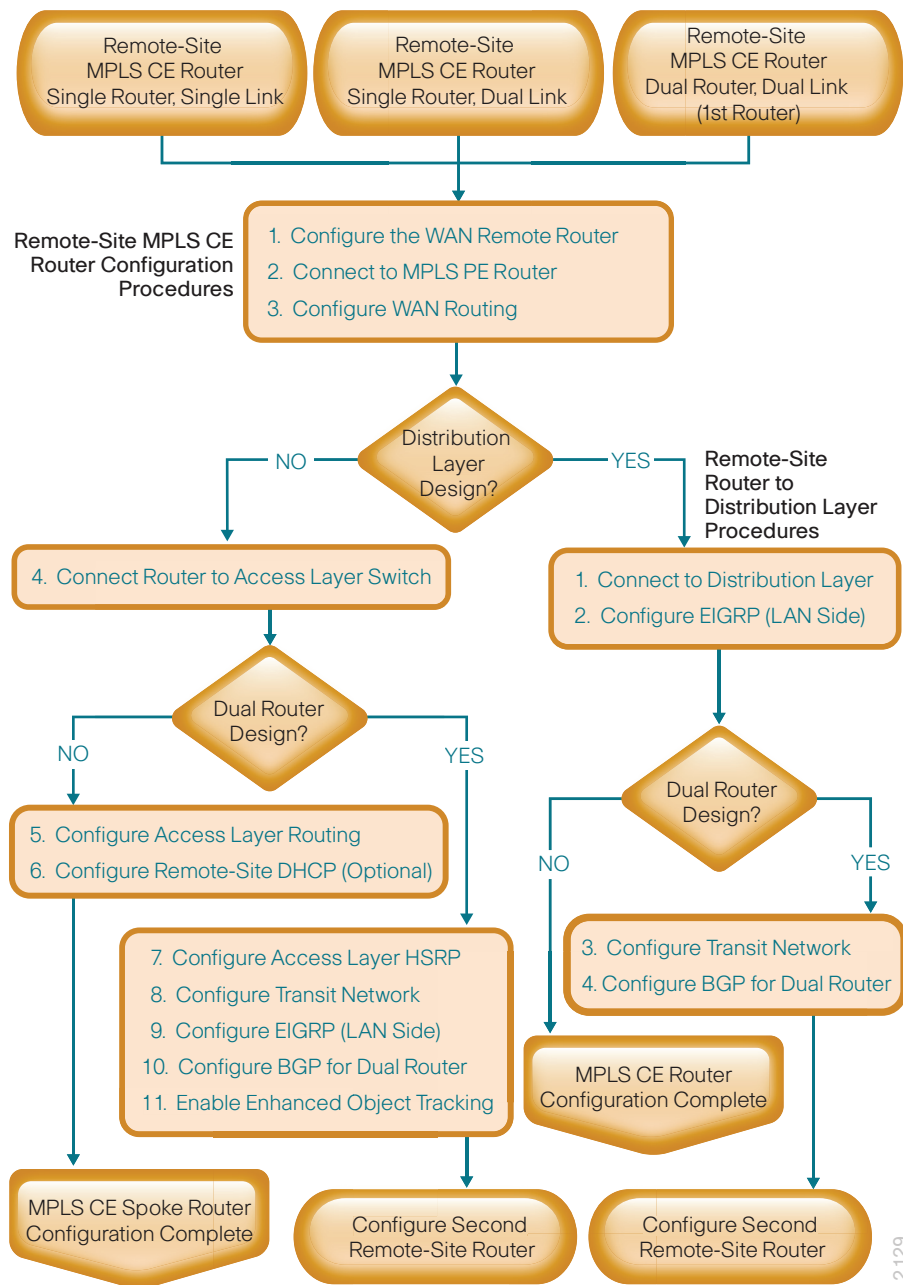 Remote-Site
MPLS CE Router
Single Router, Single Link
Remote-Site
MPLS CE Router
Single Router, Dual Link
Remote-Site
MPLS CE Router
Dual Router, Dual Link
(1st Router)
Remote-Site MPLS CE
Router Configuration
Procedures
1. Configure the WAN Remote Router
2. Connect to MPLS PE Router
3. Configure WAN Routing
Distribution
Layer
Design?
NO
YES
Remote-Site
Router to
Distribution Layer
Procedures
4. Connect Router to Access Layer Switch
1. Connect to Distribution Layer
2. Configure EIGRP (LAN Side)
Dual Router
Design?
NO
YES
Dual Router
Design?
NO
YES
5. Configure Access Layer Routing
6. Configure Remote-Site DHCP (Optional)
7. Configure Access Layer HSRP
8. Configure Transit Network
9. Configure EIGRP (LAN Side)
10. Configure BGP for Dual Router
11. Enable Enhanced Object Tracking
3. Configure Transit Network
4. Configure BGP for Dual Router
MPLS CE Router
Configuration Complete
MPLS CE Spoke Router
Configuration Complete
Configure Second
Remote-Site Router
Configure Second
Remote-Site Router
2129